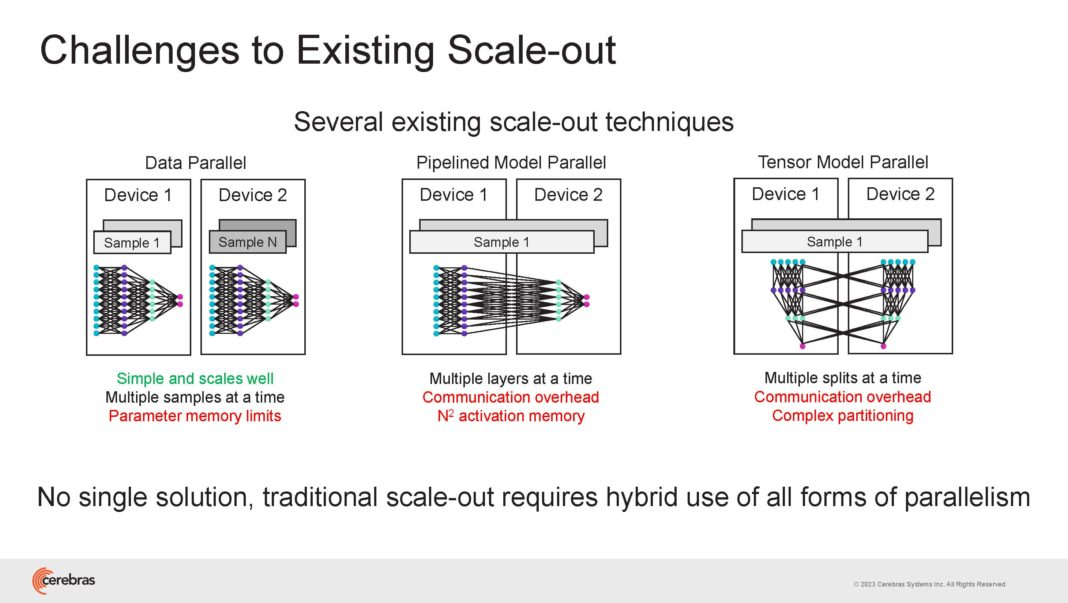 Challenges to Existing Scale-out
Several existing scale-out techniques
Data Parallel
Device 1
Device 2
Sample 1
Sample N
Simple and scales well
Multiple samples at a time
Parameter memory limits
Pipelined Model Parallel
Device 1
Device 2
Sample 1
Multiple layers at a time
Communication overhead
N² activation memory
Tensor Model Parallel
Device 1
Device 2
Sample 1
Multiple splits at a time
Communication overhead
Complex partitioning
No single solution, traditional scale-out requires hybrid use of all forms of parallelism
cerebras
© 2023 Cerebras Systems Inc. All Rights Reserved